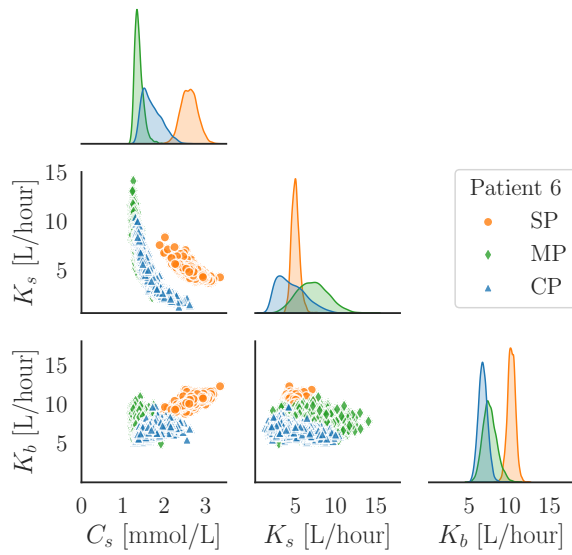 15
10
5
K_s [L/hour]
Patient 6
SP
MP
CP
15
10
5
K_b [L/hour]
0 1 2 3 5 10 15 5 10 15
C_s [mmol/L] K_s [L/hour] K_b [L/hour]